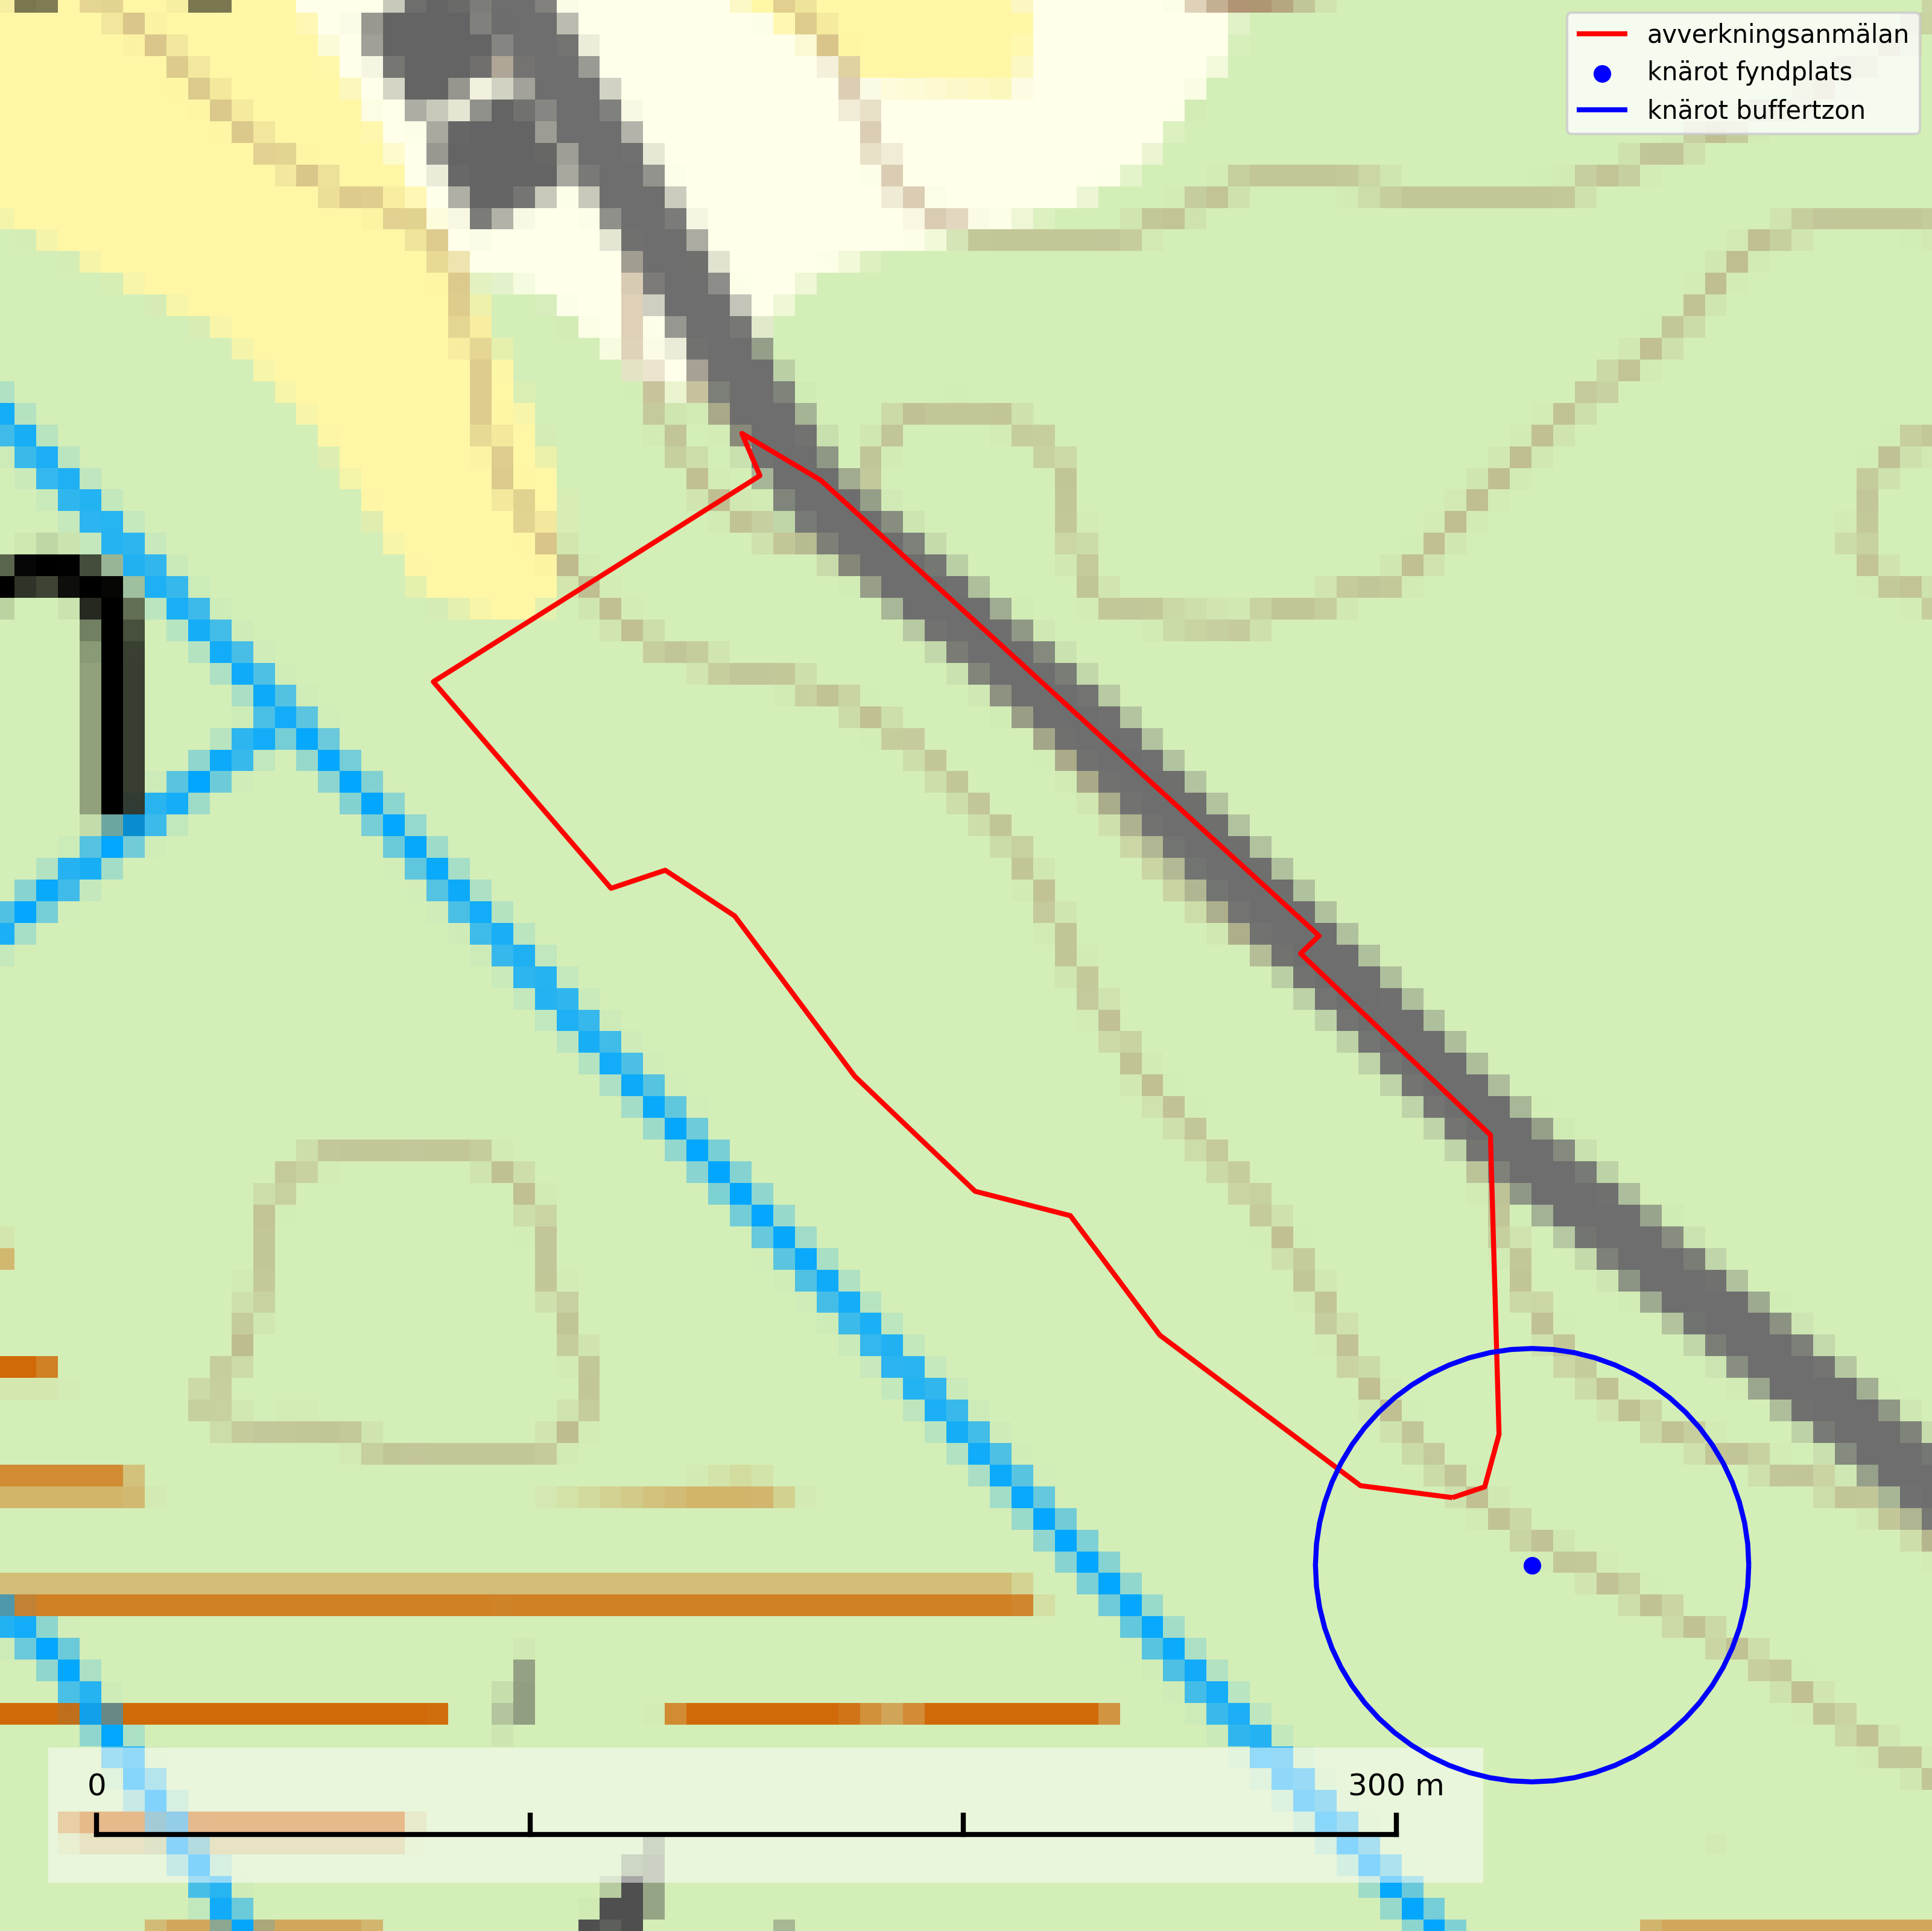 avverkningsanmälan
knärot fyndplats
knärot buffertzon
0 300 m